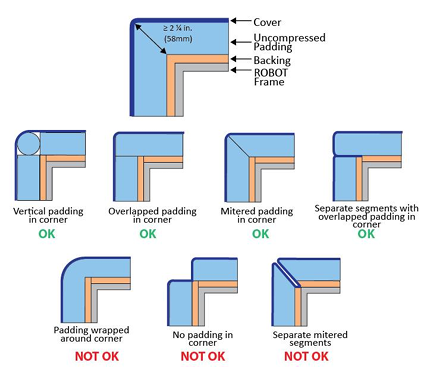 ≥ 2 ¼ in.
(58mm)
Cover
Uncompressed
Padding
Backing
ROBOT
Frame
Vertical padding
in corner
OK
Overlapped padding
in corner
OK
Mitered padding
in corner
OK
Separate segments with
overlapped padding in
corner
OK
Padding wrapped
around corner
NOT OK
No padding in
corner
NOT OK
Separate mitered
segments
NOT OK